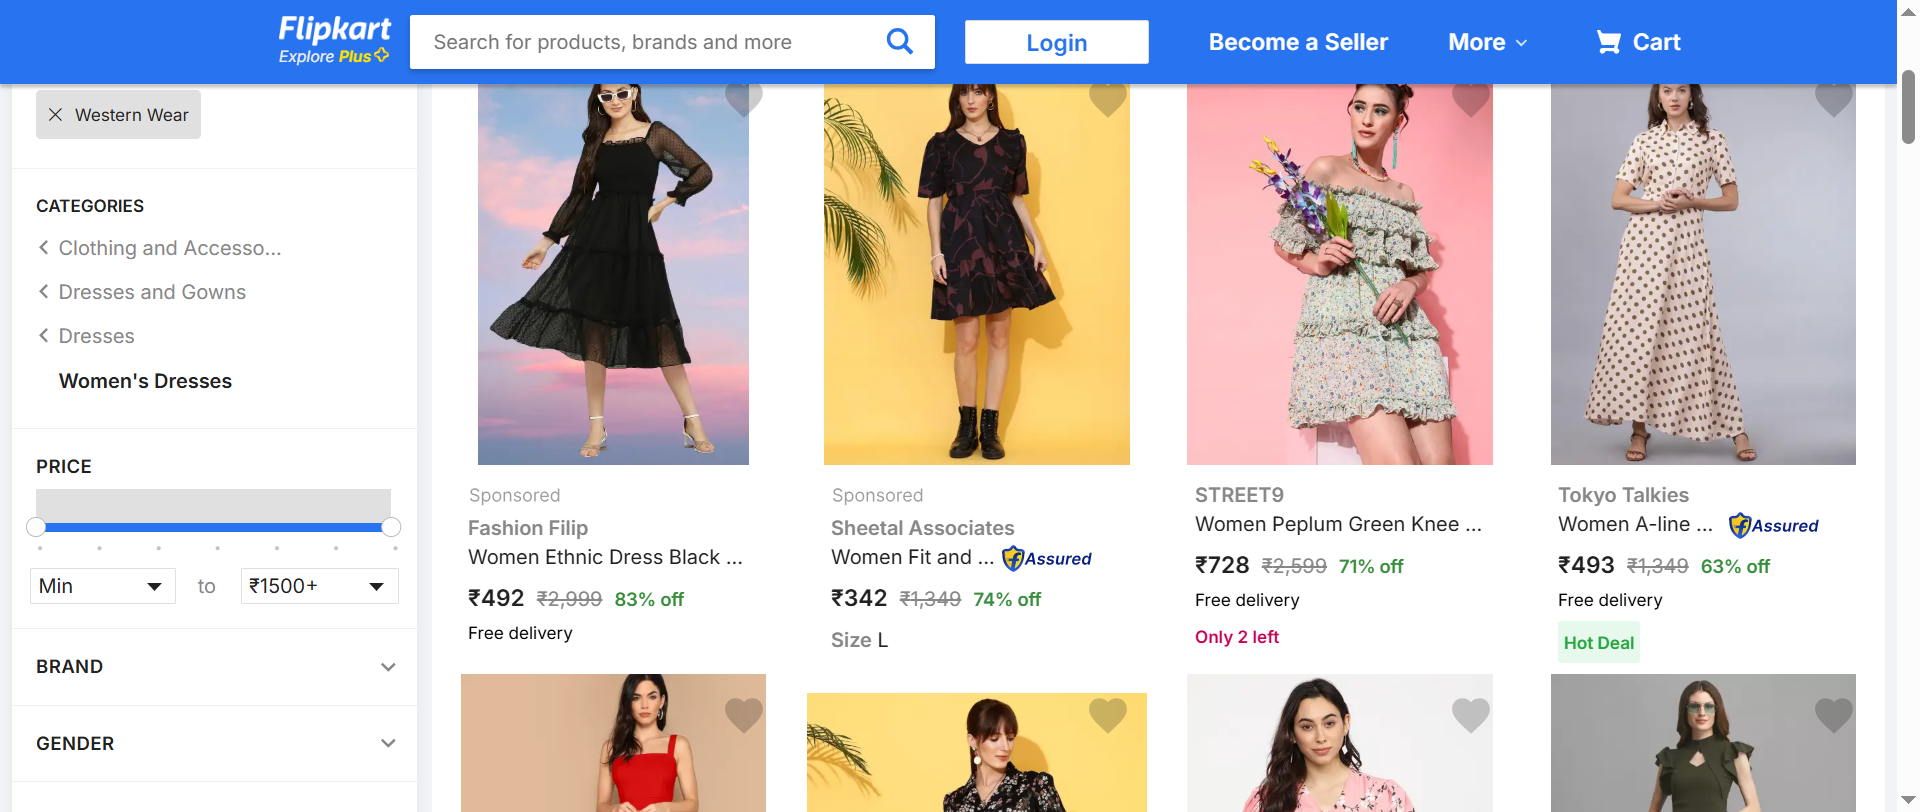 Flipkart
Explore Plus
Search for products, brands and more
Login
Become a Seller
More
Cart
Western Wear
CATEGORIES
Clothing and Accesso...
Dresses and Gowns
Dresses
Women's Dresses
PRICE
Min
to
₹1500+
BRAND
GENDER
Sponsored
Fashion Filip
Women Ethnic Dress Black ...
₹492 ₹2,999 83% off
Free delivery
Sponsored
Sheetal Associates
Women Fit and ... Assured
₹342 ₹1,349 74% off
Size L
STREET9
Women Peplum Green Knee ...
₹728 ₹2,599 71% off
Free delivery
Only 2 left
Tokyo Talkies
Women A-line ... Assured
₹493 ₹1,349 63% off
Free delivery
Hot Deal